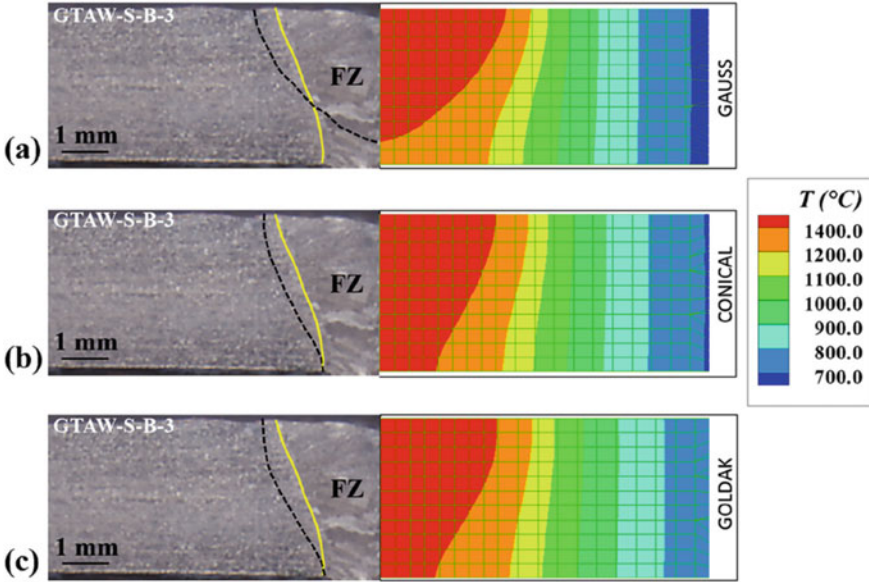 GTAW-S-B-3
FZ
1 mm
(a)
GAUSS
GTAW-S-B-3
FZ
1 mm
(b)
CONICAL
GTAW-S-B-3
FZ
1 mm
(c)
GOLDAK
T (°C)
1400.0
1200.0
1100.0
1000.0
900.0
800.0
700.0